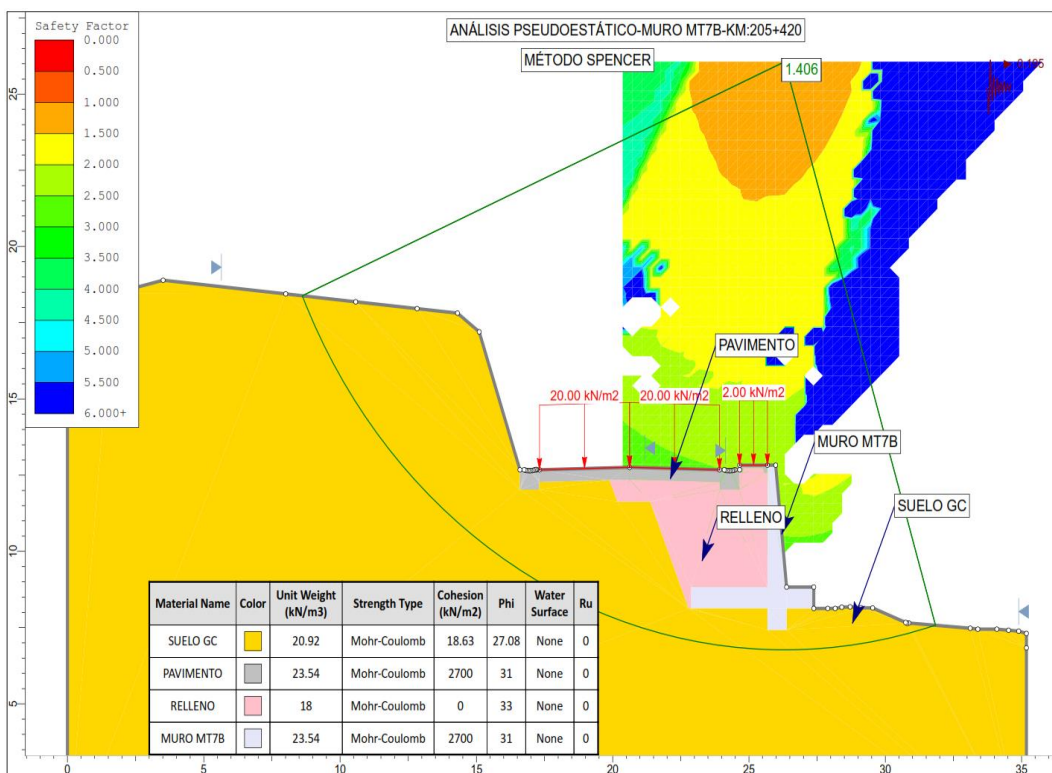 Safety Factor
0.000
0.500
1.000
1.500
2.000
2.500
3.000
3.500
4.000
4.500
5.000
5.500
6.000+
ANÁLISIS PSEUDOESTÁTICO-MURO MT7B-KM:205+420
MÉTODO SPENCER
1.406
PAVIMENTO
20.00 kN/m2
20.00 kN/m2
2.00 kN/m2
MURO MT7B
SUELO GC
RELLENO
Material Name Color Unit Weight (kN/m3) Strength Type Cohesion (kN/m2) Phi Water Surface Ru
SUELO GC 20.92 Mohr-Coulomb 18.63 27.08 None 0
PAVIMENTO 23.54 Mohr-Coulomb 2700 31 None 0
RELLENO 18 Mohr-Coulomb 0 33 None 0
MURO MT7B 23.54 Mohr-Coulomb 2700 31 None 0
25
20
15
10
5
0 5 10 15 20 25 30 35